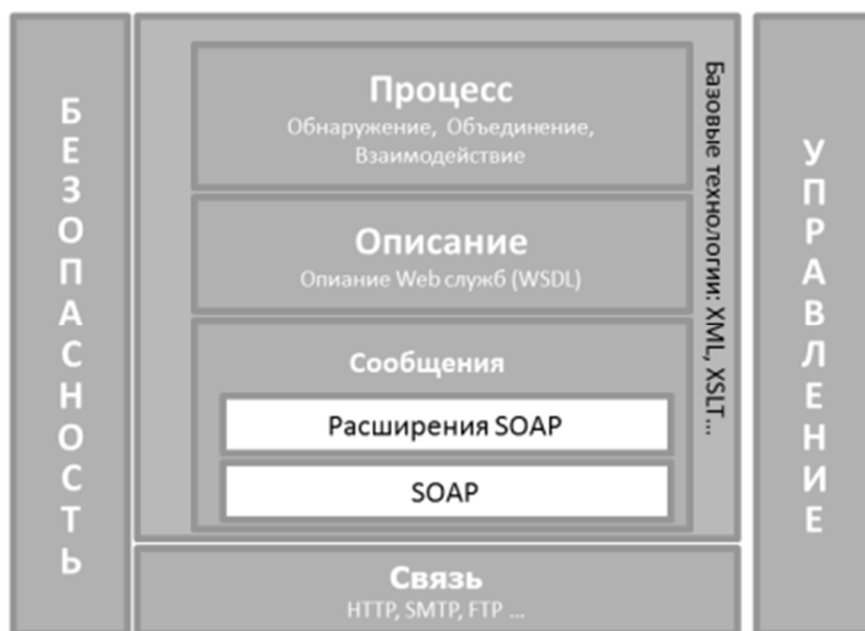 БЕЗОПАСНОСТЬ
Процесс
Обнаружение, Объединение,
Взаимодействие
Описание
Опиание Web служб (WSDL)
Сообщения
Расширения SOAP
SOAP
Базовые технологии: XML, XSLT...
Связь
HTTP, SMTP, FTP ...
УПРАВЛЕНИЕ